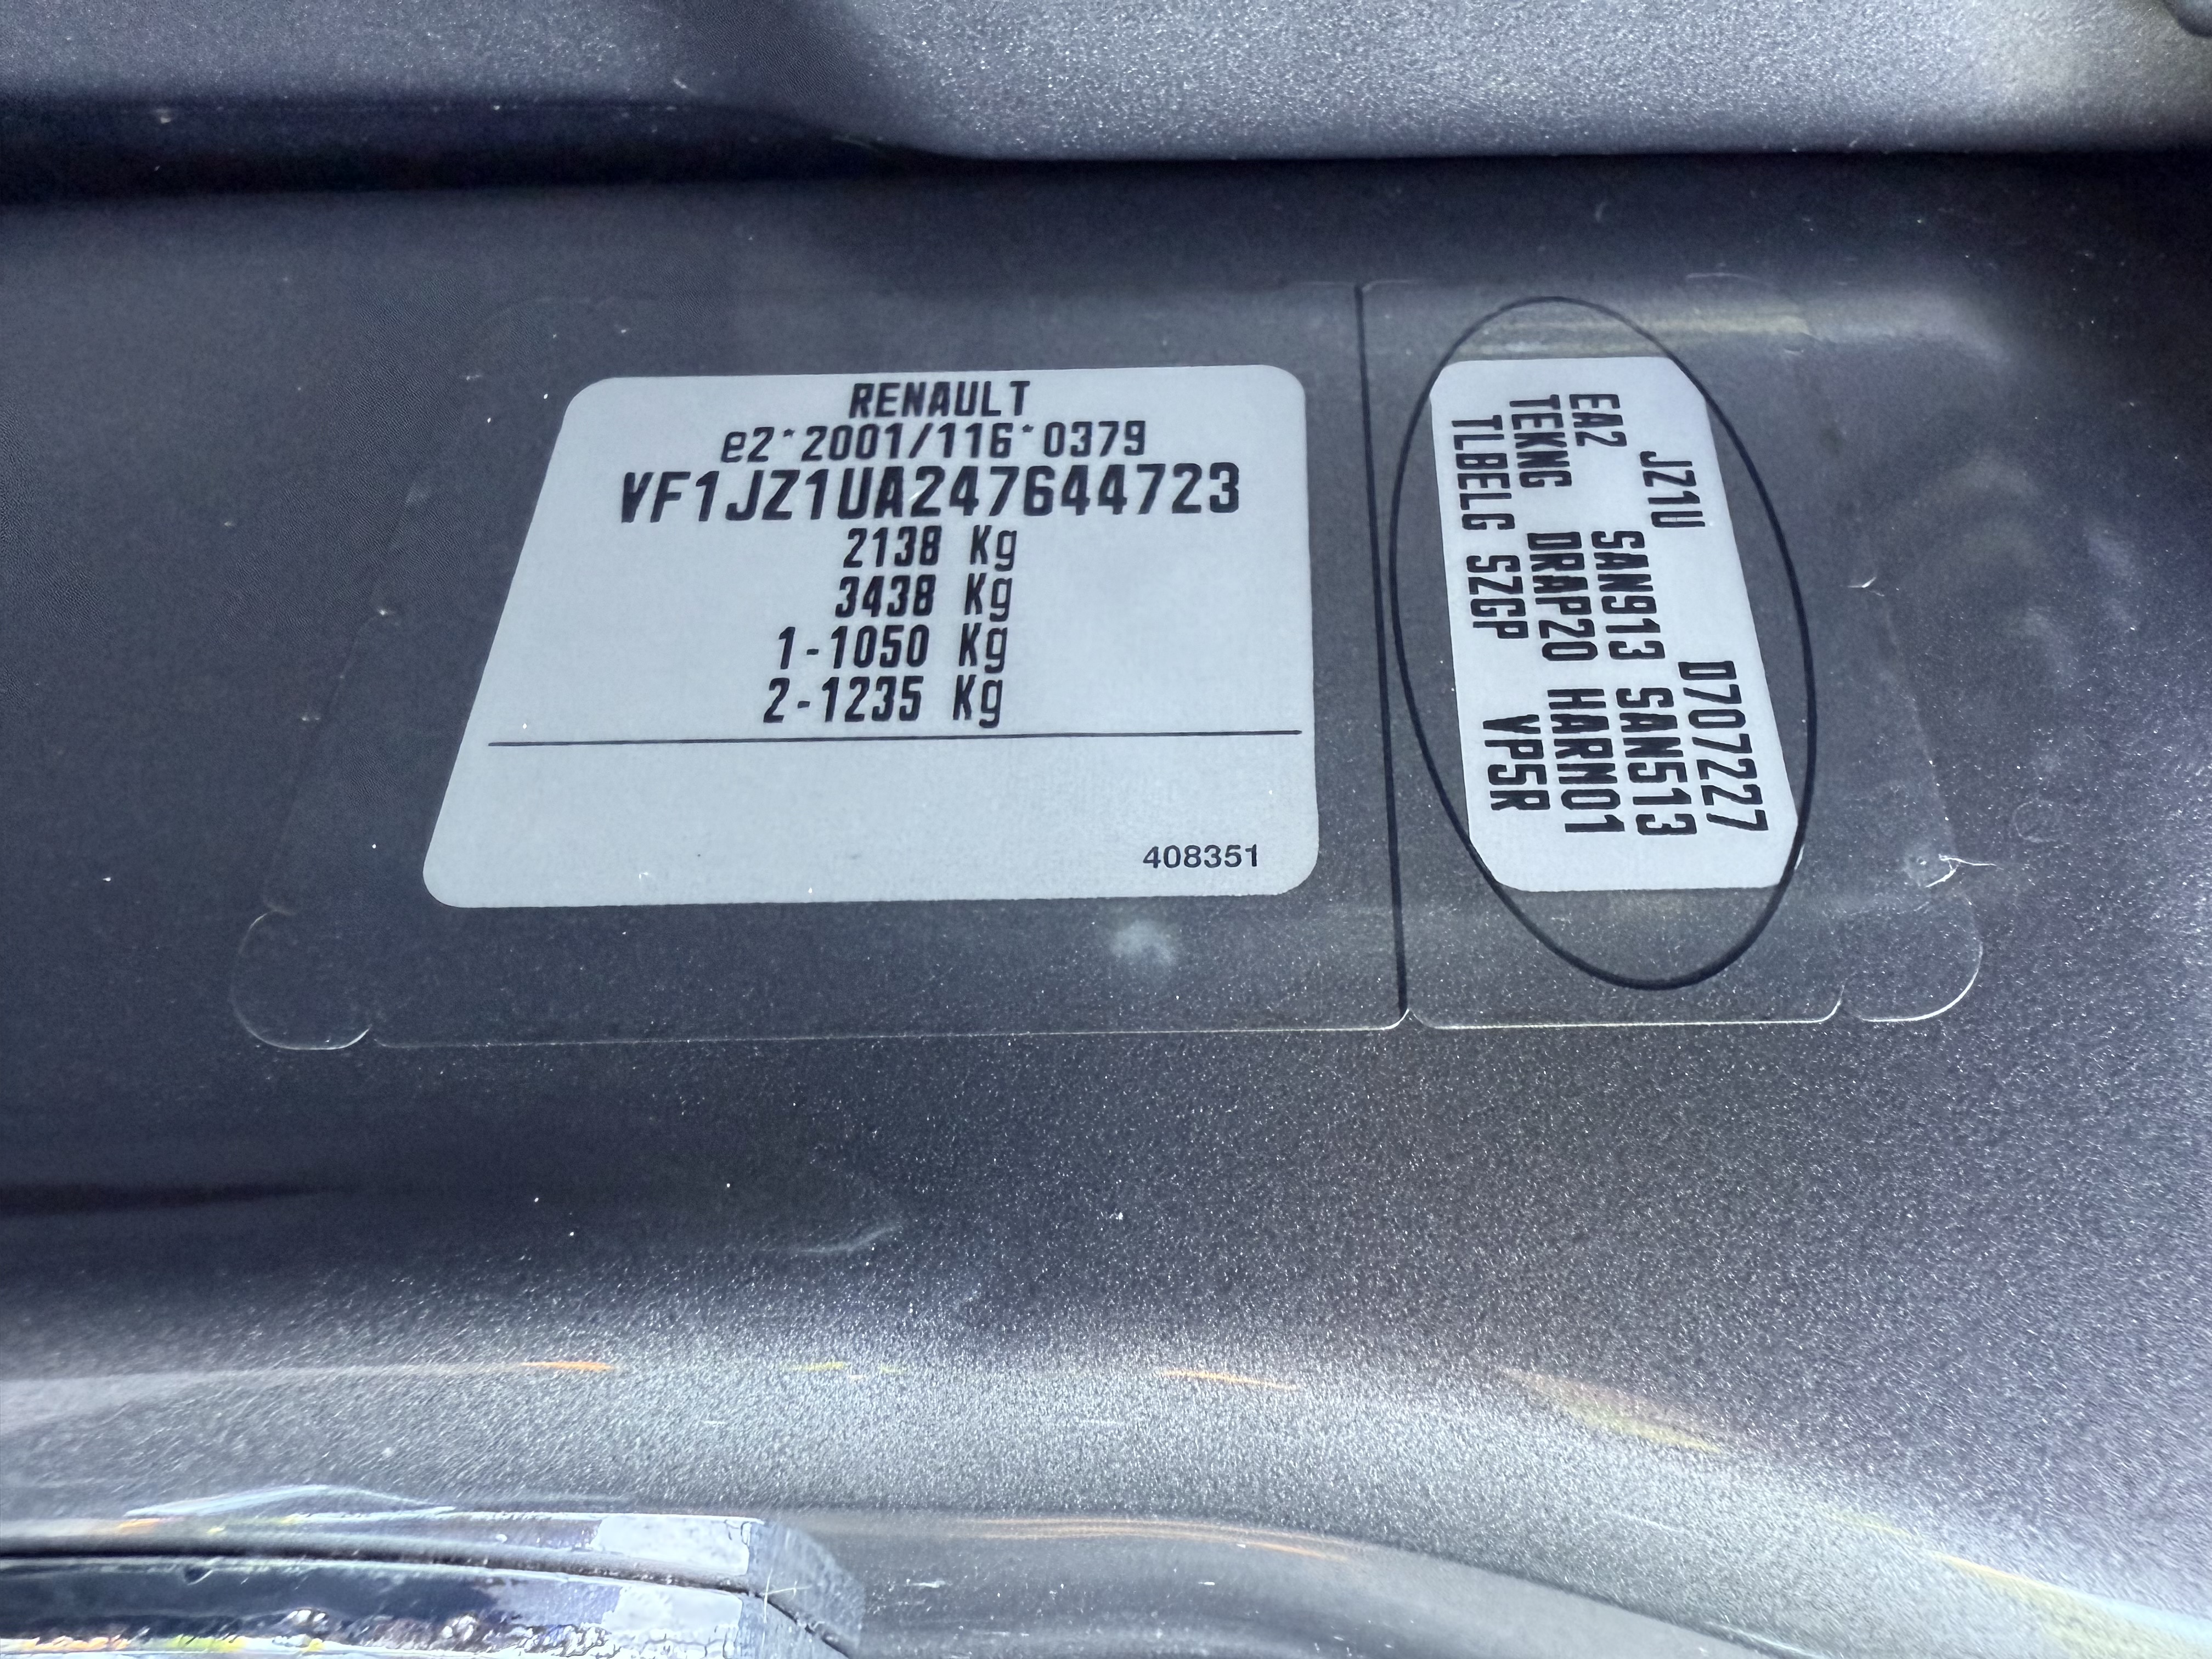 RENAULT
e2*2001/116*0379
VF1JZ1UA247644723
2138 Kg
3438 Kg
1-1050 Kg
2-1235 Kg
408351
JZ1U D707227
EA2 SAN913 SAN513
TEKNG DRAP20 HARM01
TLBELG SZGP VP5R